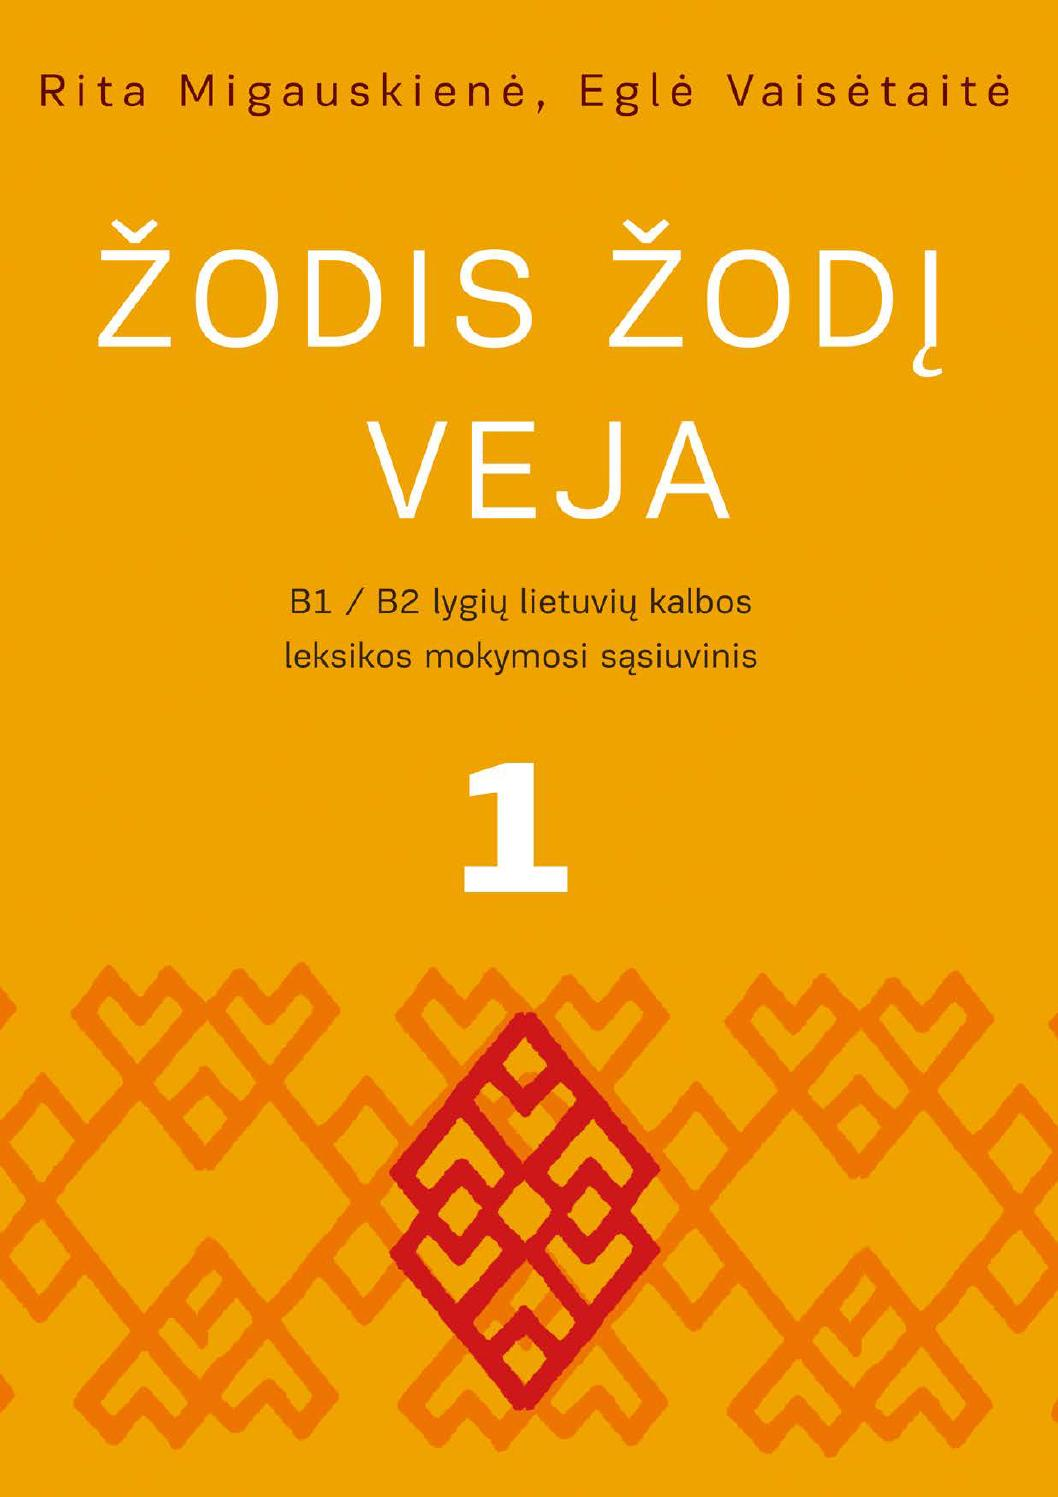 Rita Migauskienė, Eglė Vaisėtaitė
ŽODIS ŽODĮ
VEJA
B1 / B2 lygių lietuvių kalbos
leksikos mokymosi sąsiuvinis
1